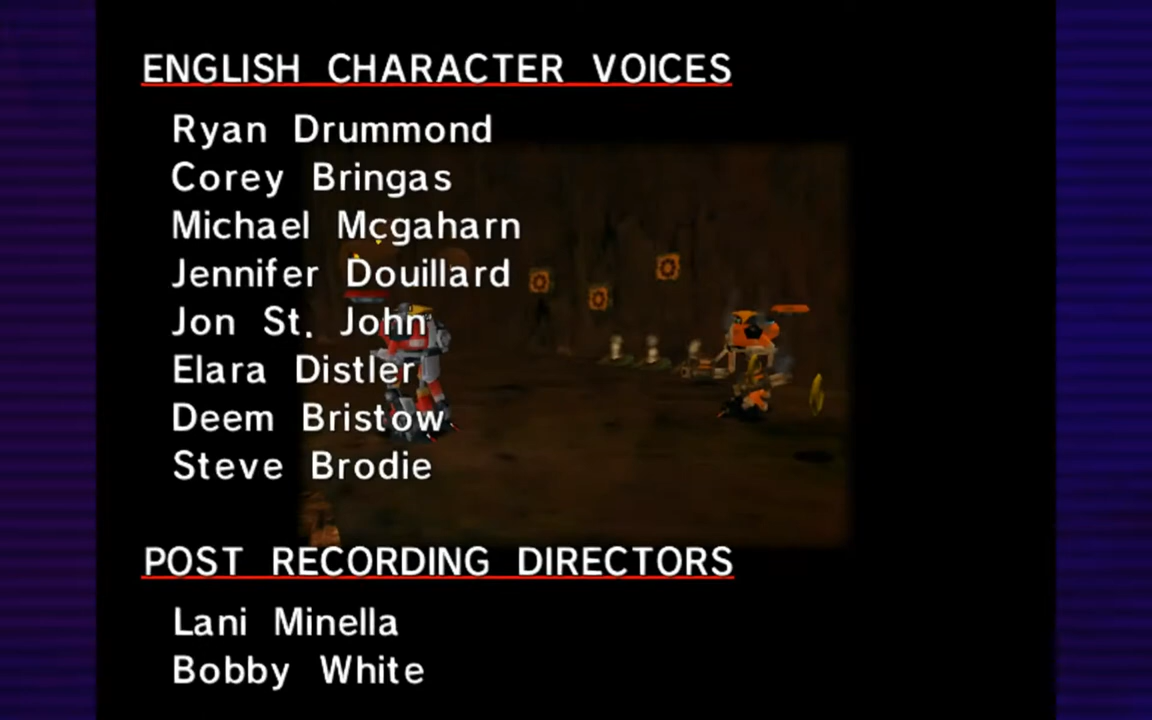 ENGLISH CHARACTER VOICES
Ryan Drummond
Corey Bringas
Michael Mcgaharn
Jennifer Douillard
Jon St. John
Elara Distler
Deem Bristow
Steve Brodie
POST RECORDING DIRECTORS
Lani Minella
Bobby White